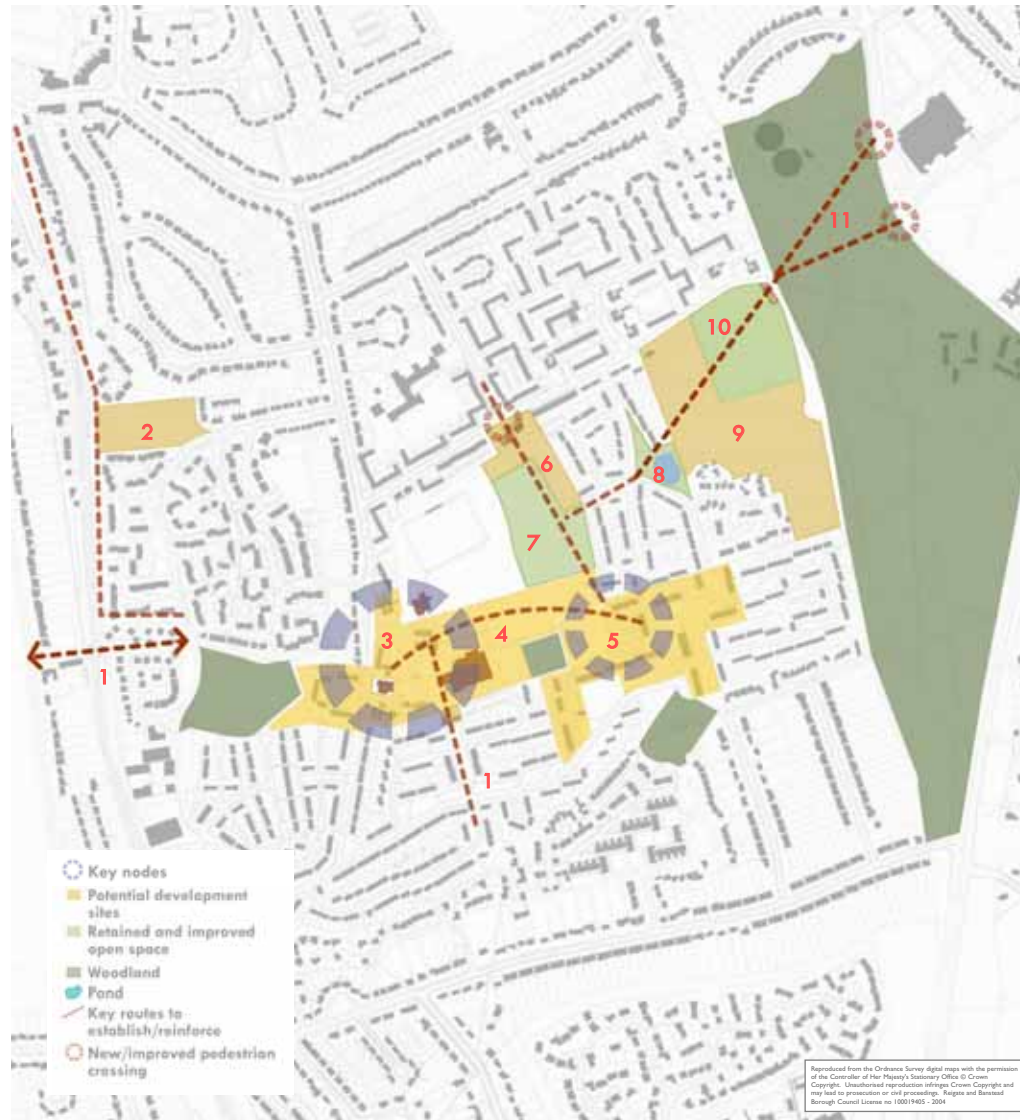 11
10
2
9
6
8
7
3
4
5
1
1
Key nodes
Potential development
sites
Retained and improved
open space
Woodland
Pond
Key routes to
establish/reinforce
New/improved pedestrian
crossing
Reproduced from the Ordnance Survey digital maps with the permission
of the Controller of Her Majesty's Stationary Office © Crown
Copyright. Unauthorised reproduction infringes Crown Copyright and
may lead to prosecution or civil proceedings. Reigate and Banstead
Borough Council License no 100019405 - 2004